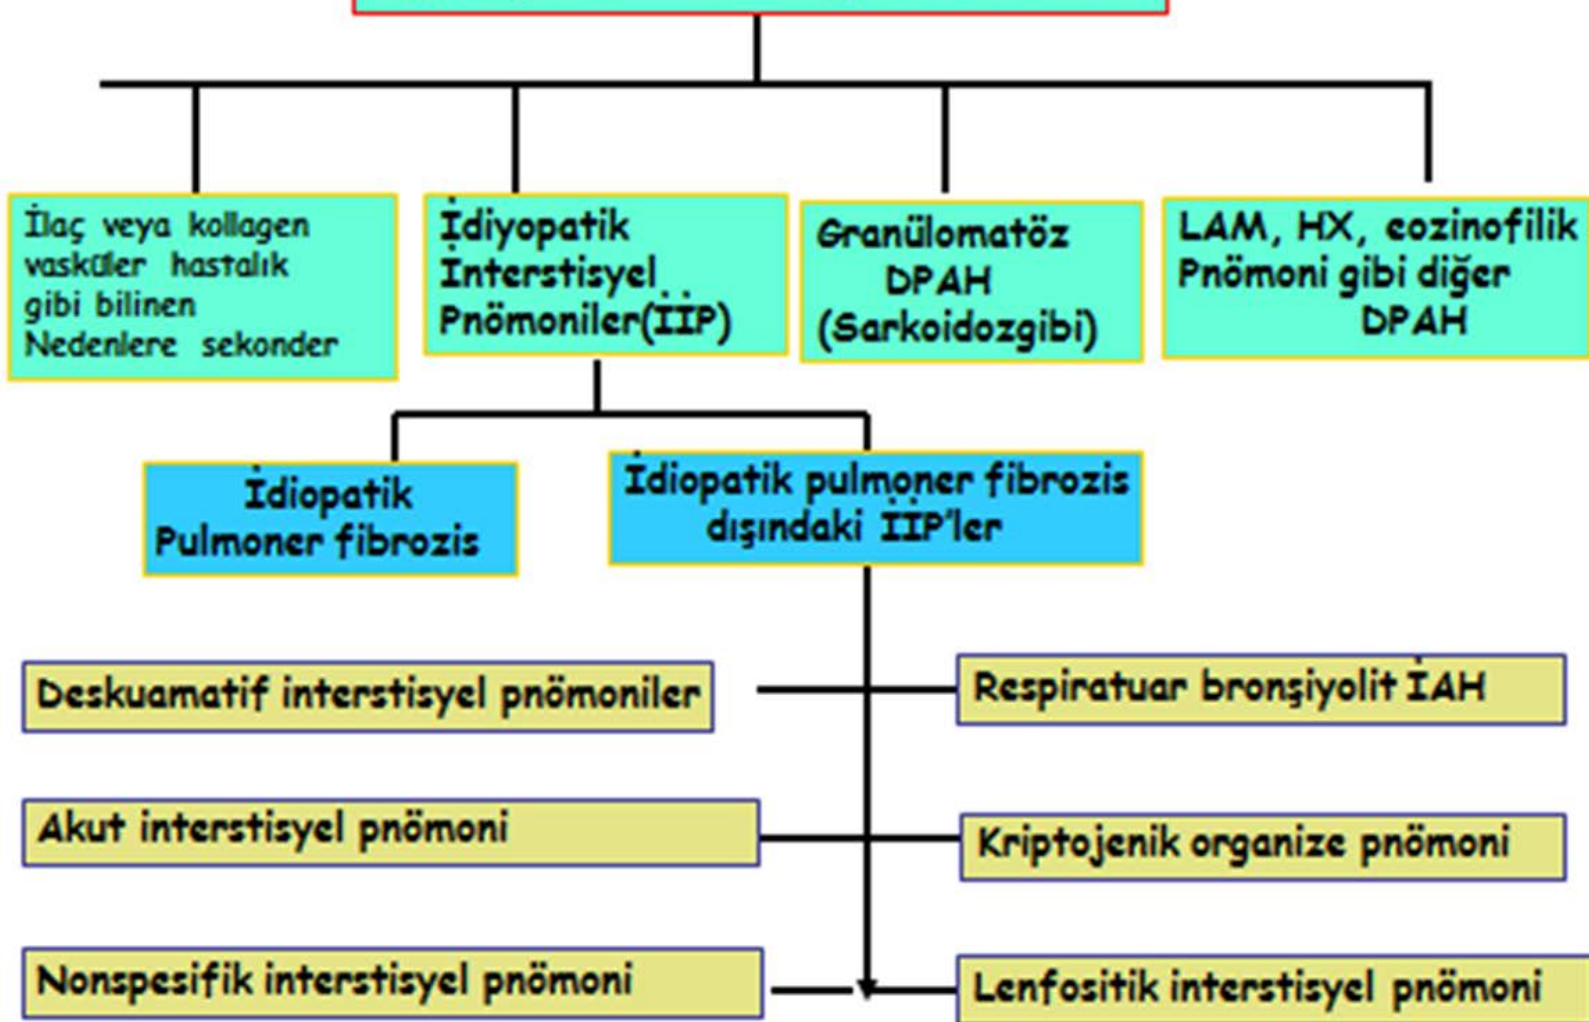 İlaç veya kollagen
vasküler hastalık
gibi bilinen
Nedenlere sekonder
İdiyopatik
İnterstisyel
Pnömoniler(İİP)
Granülomatöz
DPAH
(Sarkoidozgibi)
LAM, HX, eozinofilik
Pnömoni gibi diğer
DPAH
İdiopatik
Pulmoner fibrozis
İdiopatik pulmoner fibrozis
dışındaki İİP'ler
Deskuamatif interstisyel pnömoniler
Respiratuar bronşiyolit İAH
Akut interstisyel pnömoni
Kriptojenik organize pnömoni
Nonspesifik interstisyel pnömoni
Lenfositik interstisyel pnömoni